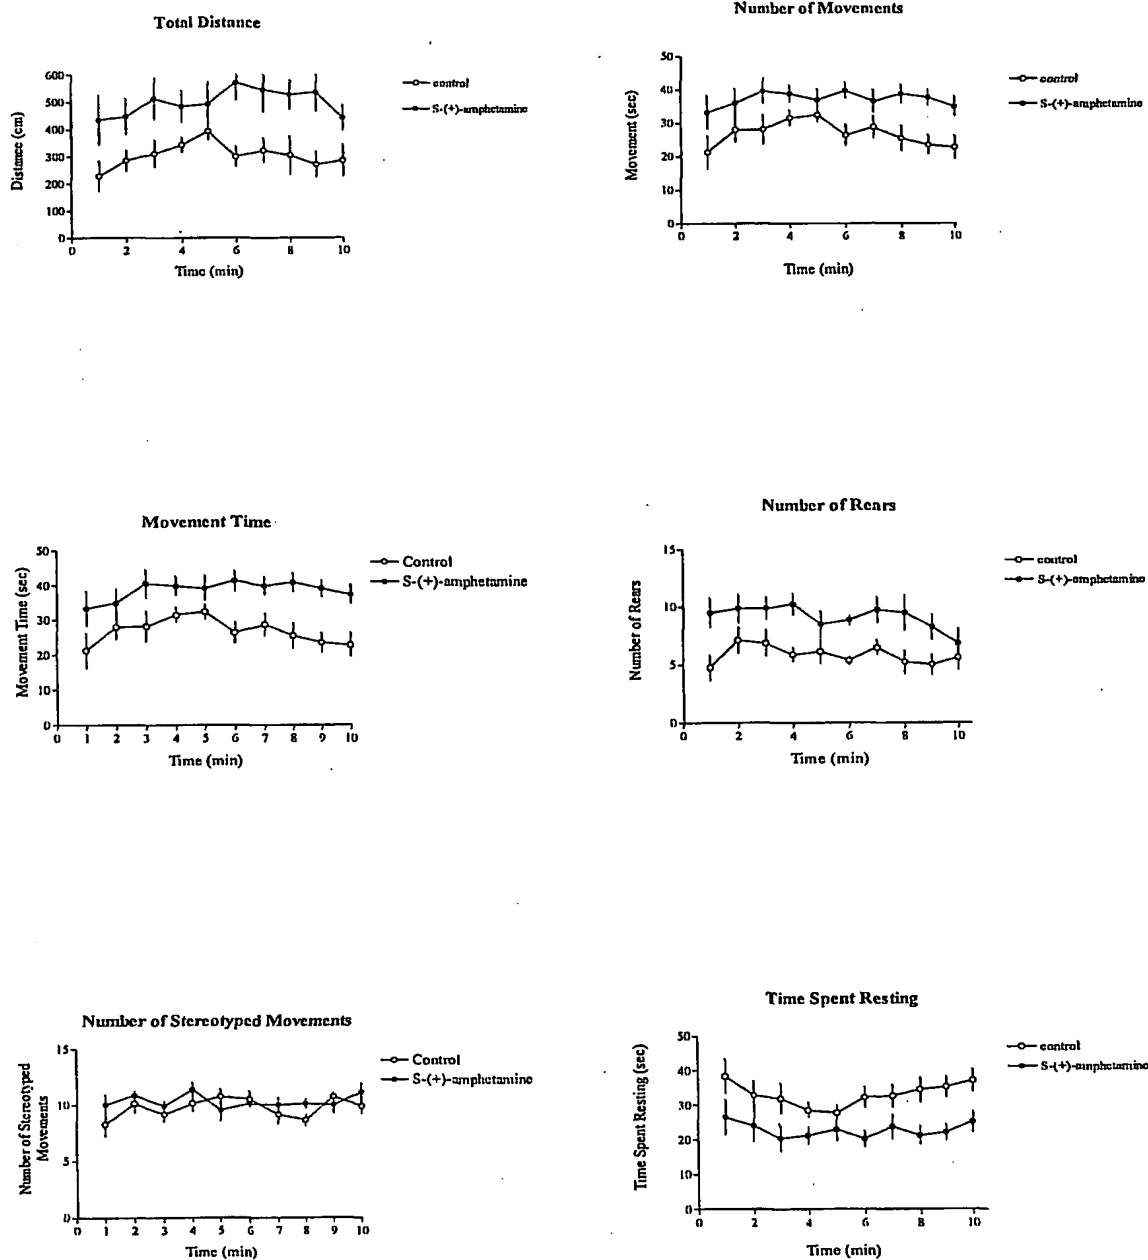 Total Distance
Distance (cm)
600
500
400
300
200
100
0
0 2 4 6 8 10
Time (min)
control
S-(+)-amphetamine
Number of Movements
Movement (sec)
50
40
30
20
10
0
0 2 4 6 8 10
Time (min)
control
S-(+)-amphetamine
Movement Time
Movement Time (sec)
50
40
30
20
10
0
0 1 2 3 4 5 6 7 8 9 10
Time (min)
Control
S-(+)-amphetamine
Number of Rears
Number of Rears
15
10
5
0
0 2 4 6 8 10
Time (min)
control
S-(+)-amphetamine
Number of Stereotyped Movements
Number of Stereotyped
Movements
15
10
5
0
0 1 2 3 4 5 6 7 8 9 10
Time (min)
Control
S-(+)-amphetamine
Time Spent Resting
Time Spent Resting (sec)
50
40
30
20
10
0
0 2 4 6 8 10
Time (min)
control
S-(+)-amphetamine